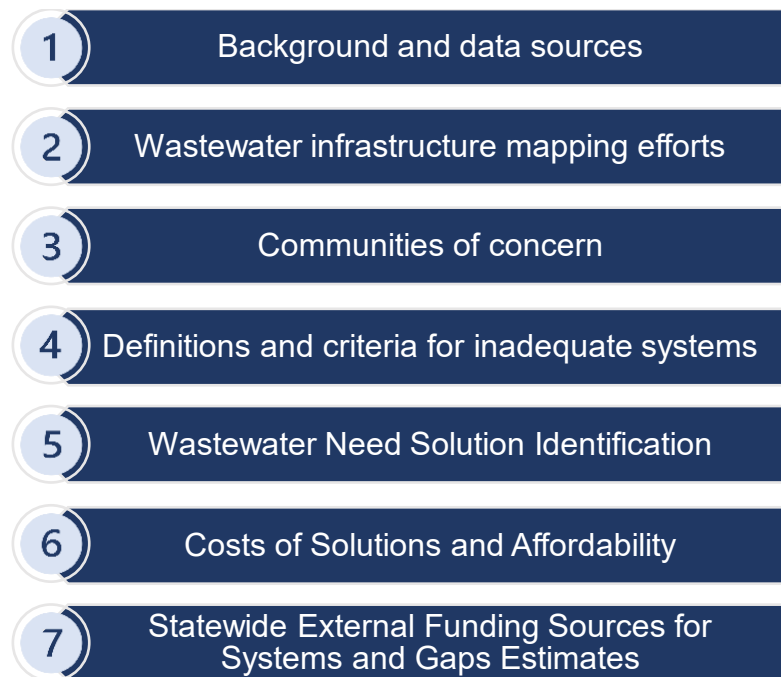 1 Background and data sources
2 Wastewater infrastructure mapping efforts
3 Communities of concern
4 Definitions and criteria for inadequate systems
5 Wastewater Need Solution Identification
6 Costs of Solutions and Affordability
7 Statewide External Funding Sources for
Systems and Gaps Estimates